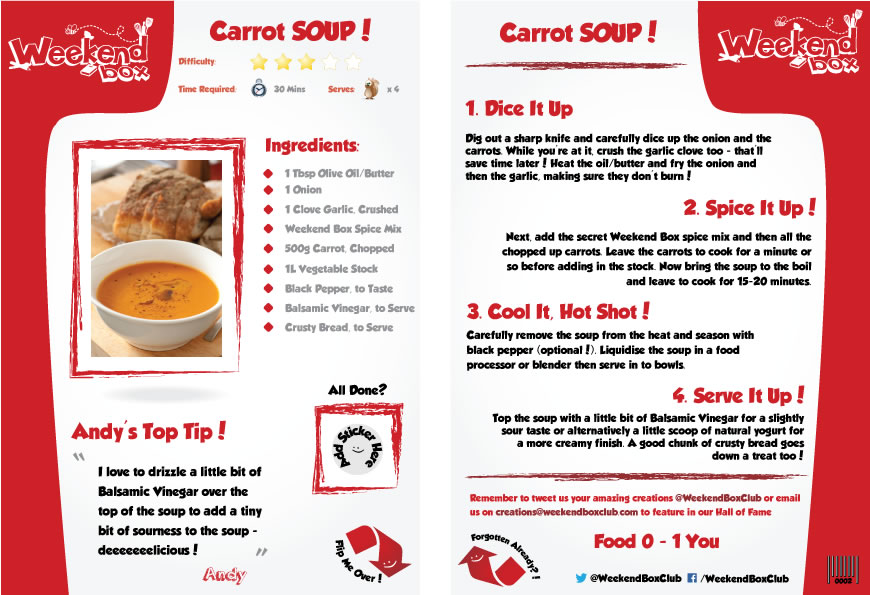 Weekend
box
Carrot SOUP!
Difficulty:
Time Required: 30 Mins Serves x 4
Ingredients:
1 Tbsp Olive Oil/Butter
1 Onion
1 Clove Garlic, Crushed
Weekend Box Spice Mix
500g Carrot, Chopped
1L Vegetable Stock
Black Pepper, to Taste
Balsamic Vinegar, to Serve
Crusty Bread, to Serve
All Done?
Add Sticker Here
Andy's Top Tip!
"
I love to drizzle a little bit of
Balsamic Vinegar over the
top of the soup to add a tiny
bit of sourness to the soup -
deeeeeeelicious!
"
Andy
Flip Me Over!
Carrot SOUP!
Weekend
box
1. Dice It Up
Dig out a sharp knife and carefully dice up the onion and the
carrots. While you're at it, crush the garlic clove too - that'll
save time later! Heat the oil/butter and fry the onion and
then the garlic, making sure they don't burn!
2. Spice It Up!
Next, add the secret Weekend Box spice mix and then all the
chopped up carrots. Leave the carrots to cook for a minute or
so before adding in the stock. Now bring the soup to the boil
and leave to cook for 15-20 minutes.
3. Cool It, Hot Shot!
Carefully remove the soup from the heat and season with
black pepper (optional!). Liquidise the soup in a food
processor or blender then serve in to bowls.
4. Serve It Up!
Top the soup with a little bit of Balsamic Vinegar for a slightly
sour taste or alternatively a little scoop of natural yogurt for
a more creamy finish. A good chunk of crusty bread goes
down a treat too!
Remember to tweet us your amazing creations @WeekendBoxClub or email
us on creations@weekendboxclub.com to feature in our Hall of Fame
Forgotten Already?!
Food 0 - 1 You
@WeekendBoxClub /WeekendBoxClub
0003